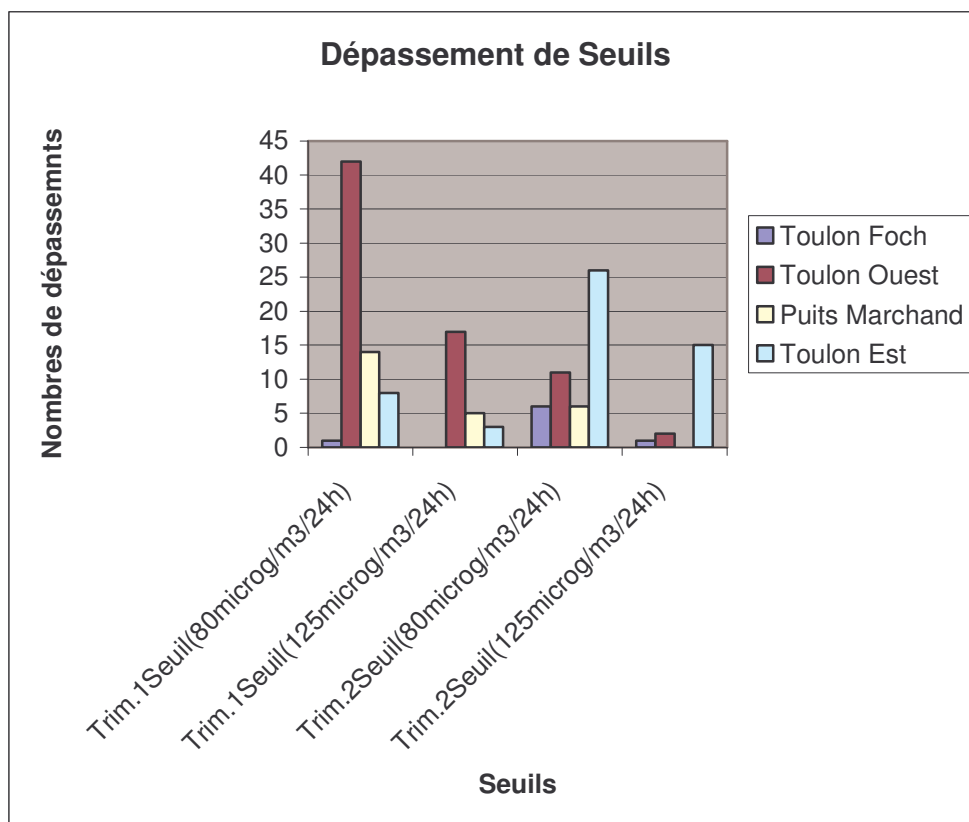 Dépassement de Seuils
Nombres de dépassemnts
45
40
35
30
25
20
15
10
5
0
Trim.1Seuil(80microg/m3/24h)
Trim.1Seuil(125microg/m3/24h)
Trim.2Seuil(80microg/m3/24h)
Trim.2Seuil(125microg/m3/24h)
Seuils
Toulon Foch
Toulon Ouest
Puits Marchand
Toulon Est